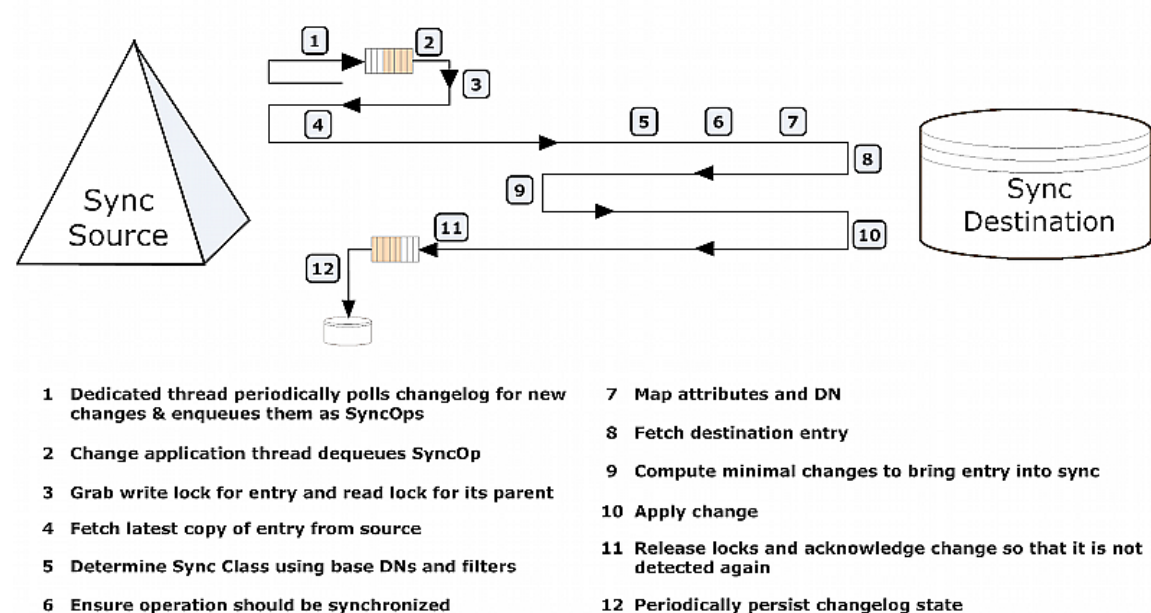 1
2
3
4
5
6
7
8
9
10
11
12
Sync
Source
Sync
Destination
1 Dedicated thread periodically polls changelog for new
changes & enqueues them as SyncOps
2 Change application thread dequeues SyncOp
3 Grab write lock for entry and read lock for its parent
4 Fetch latest copy of entry from source
5 Determine Sync Class using base DNs and filters
6 Ensure operation should be synchronized
7 Map attributes and DN
8 Fetch destination entry
9 Compute minimal changes to bring entry into sync
10 Apply change
11 Release locks and acknowledge change so that it is not
detected again
12 Periodically persist changelog state